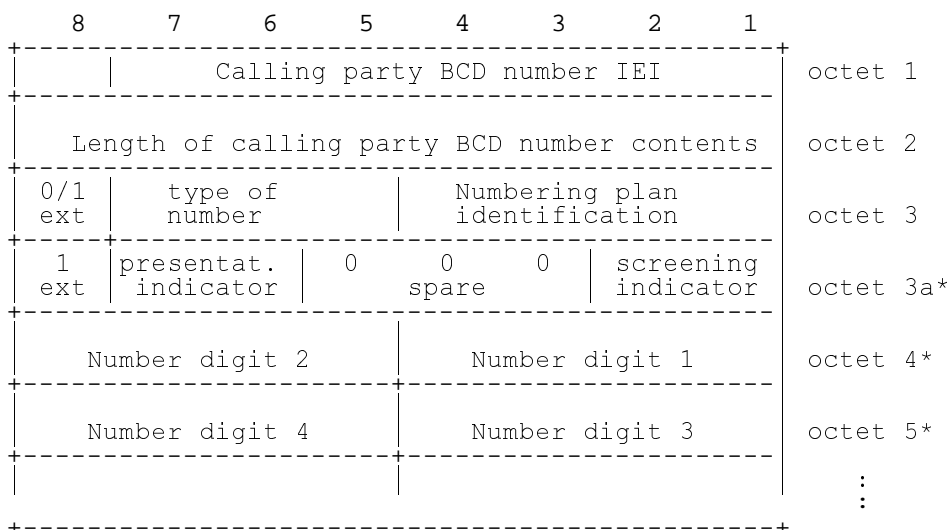 8 7 6 5 4 3 2 1
Calling party BCD number IEI octet 1
Length of calling party BCD number contents octet 2
0/1 type of Numbering plan
ext number identification octet 3
1 presentat. 0 0 0 screening
ext indicator spare indicator octet 3a*
Number digit 2 Number digit 1 octet 4*
Number digit 4 Number digit 3 octet 5*
:
: